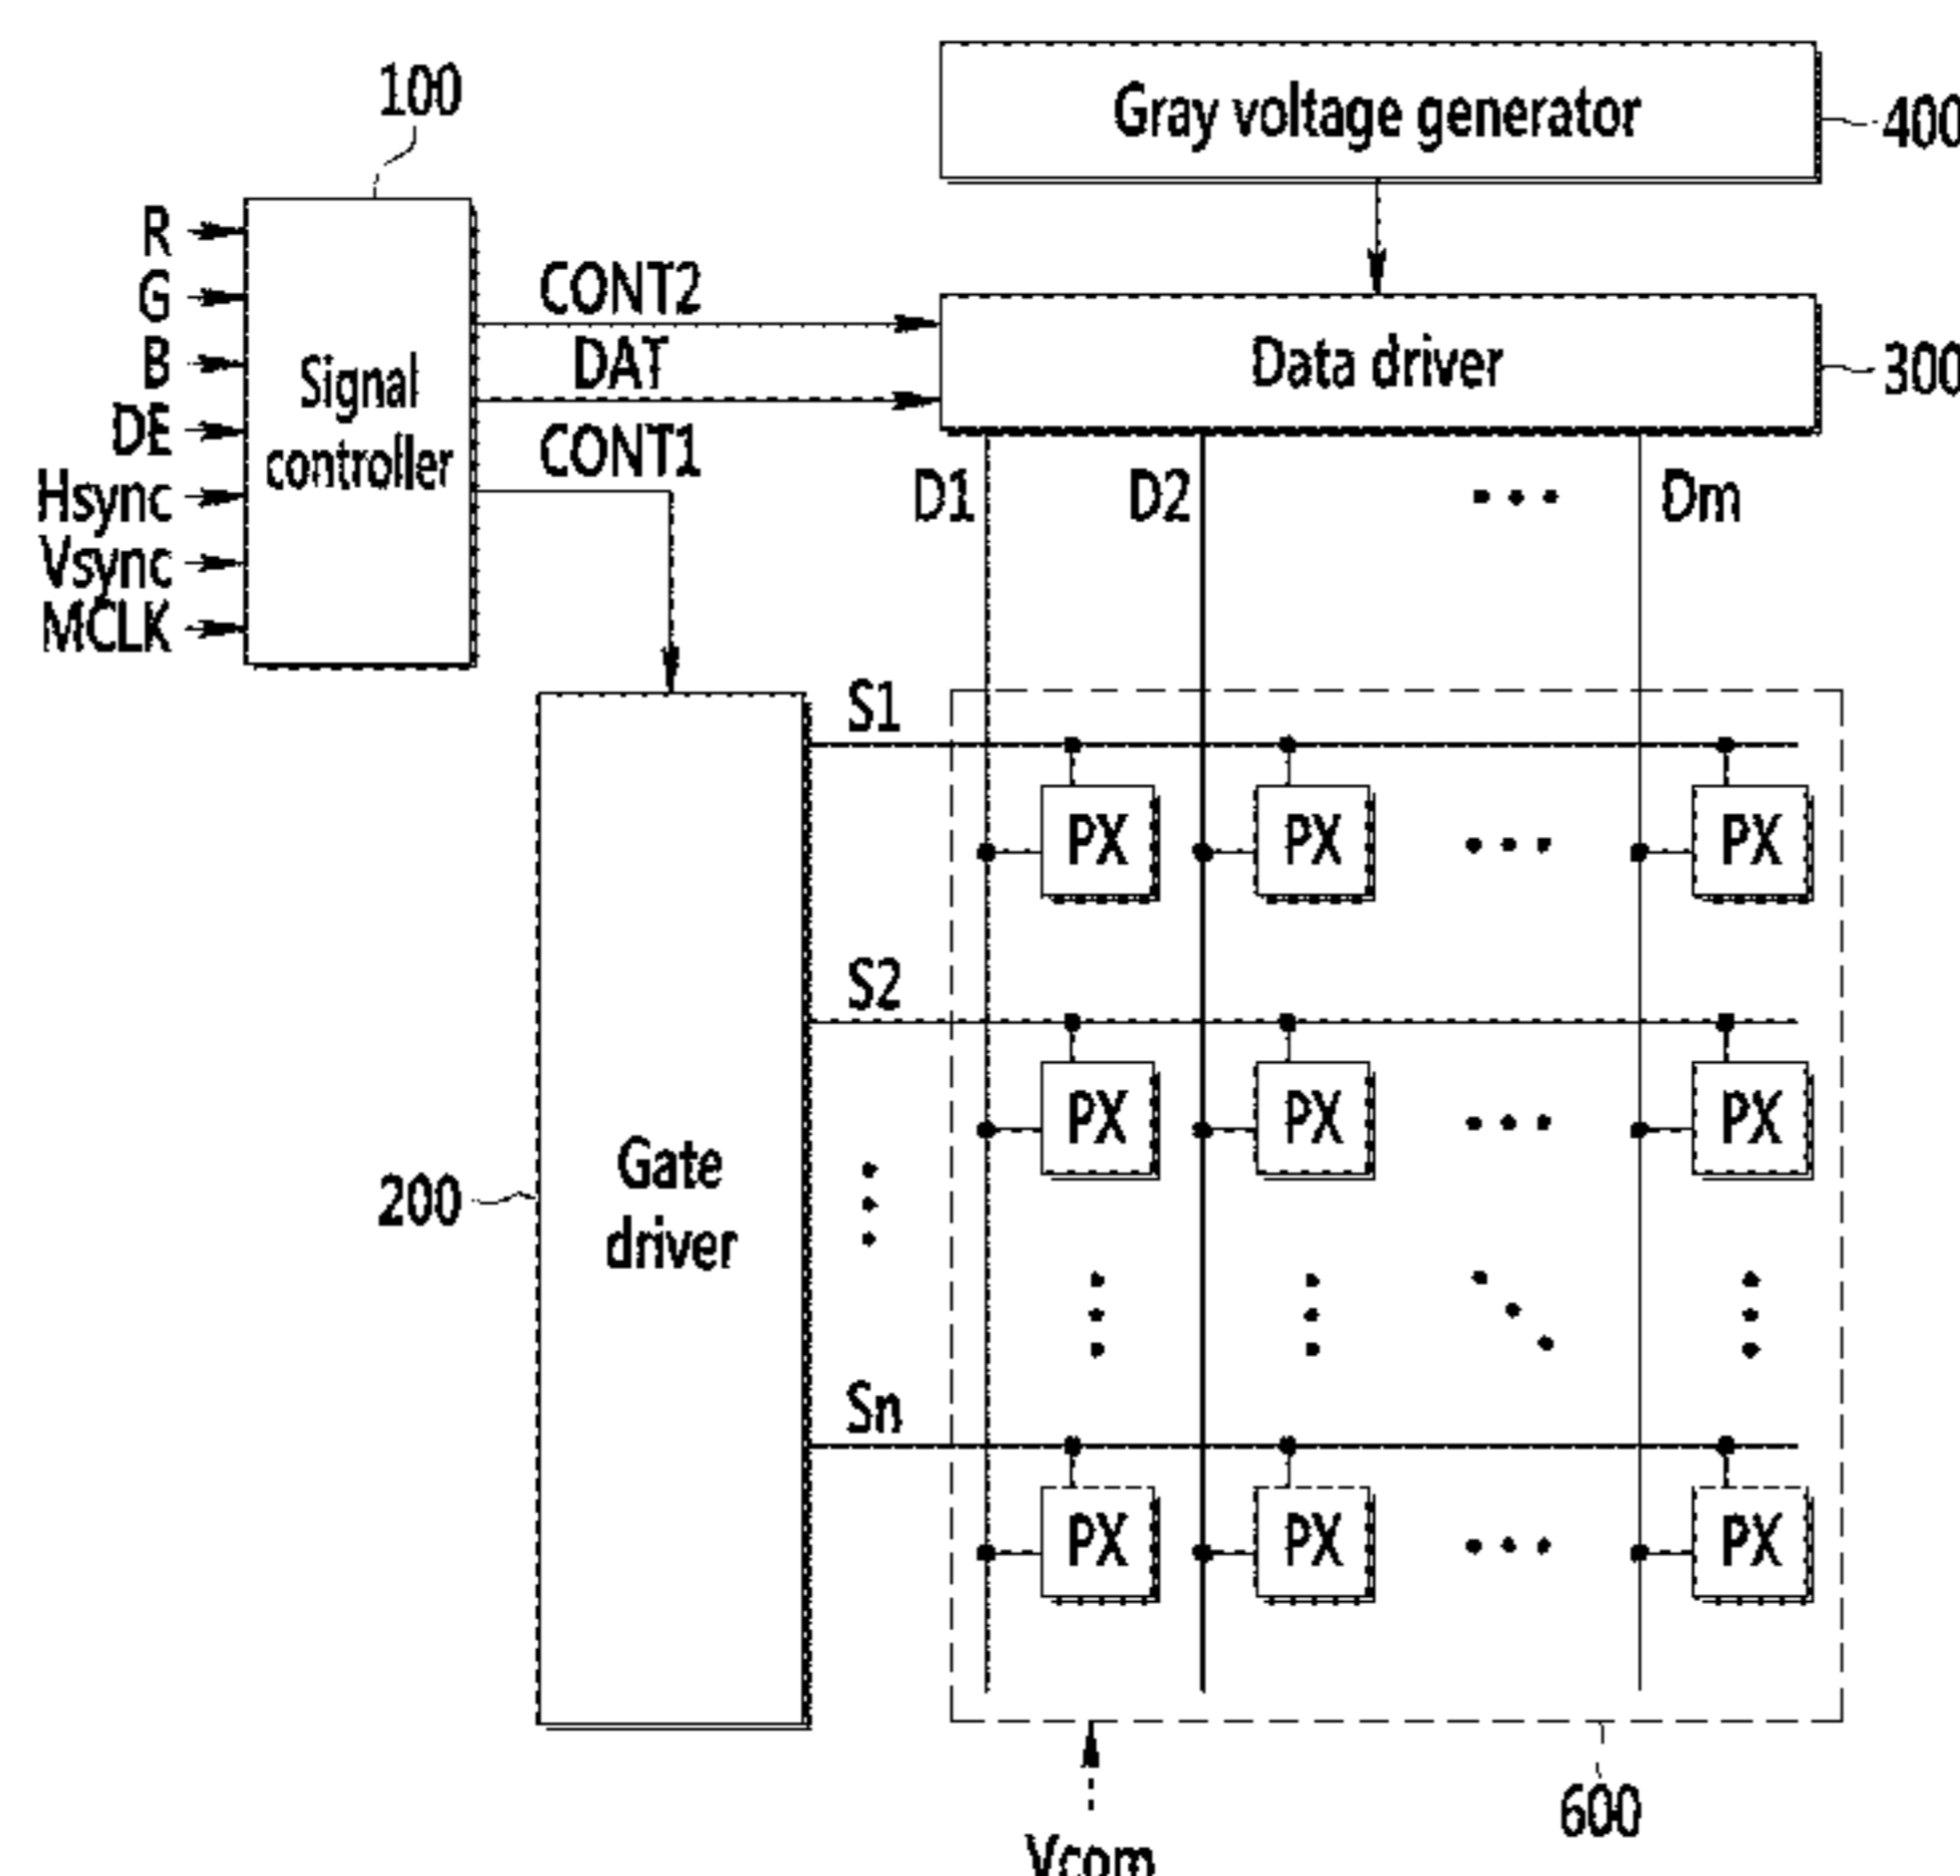 100
Gray voltage generator
400
R
G
B
DE
Hsync
Vsync
MCLK
Signal
controller
CONT2
DAT
CONT1
Data driver
300
D1 D2 ... Dm
S1
PX PX ... PX
S2
PX PX ... PX
200
Gate
driver
Sn
PX PX ... PX
600
Vcom